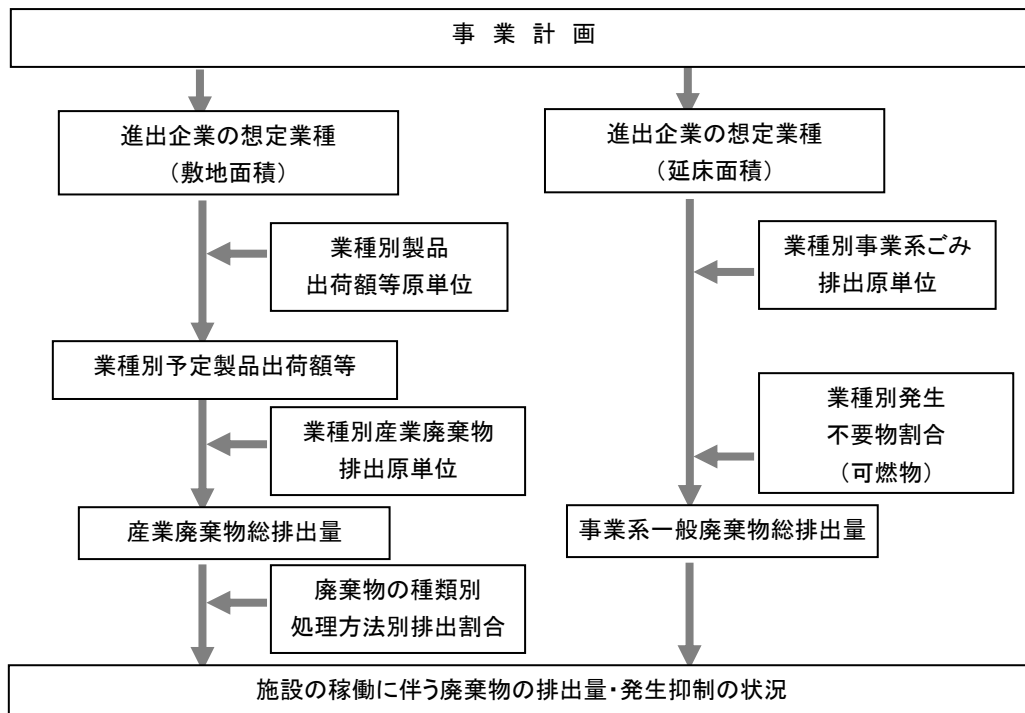 事 業 計 画
進出企業の想定業種
（敷地面積）
業種別製品
出荷額等原単位
業種別予定製品出荷額等
業種別産業廃棄物
排出原単位
産業廃棄物総排出量
廃棄物の種類別
処理方法別排出割合
進出企業の想定業種
（延床面積）
業種別事業系ごみ
排出原単位
業種別発生
不要物割合
（可燃物）
事業系一般廃棄物総排出量
施設の稼働に伴う廃棄物の排出量・発生抑制の状況